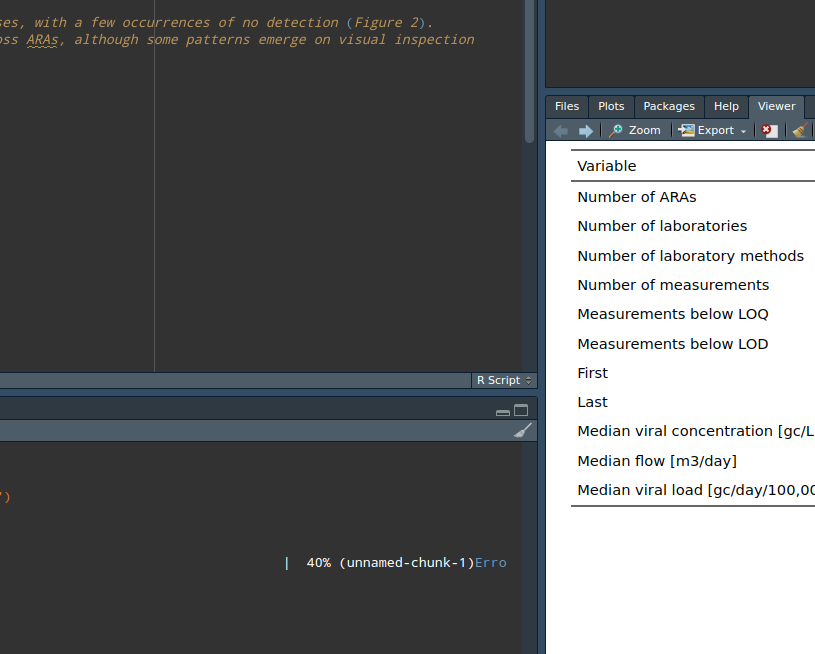 ses, with a few occurrences of no detection (Figure 2).
oss ARAs, although some patterns emerge on visual inspection
R Script
')
| 40% (unnamed-chunk-1)Erro
Files Plots Packages Help Viewer
Zoom Export
Variable
Number of ARAs
Number of laboratories
Number of laboratory methods
Number of measurements
Measurements below LOQ
Measurements below LOD
First
Last
Median viral concentration [gc/L
Median flow [m3/day]
Median viral load [gc/day/100,00